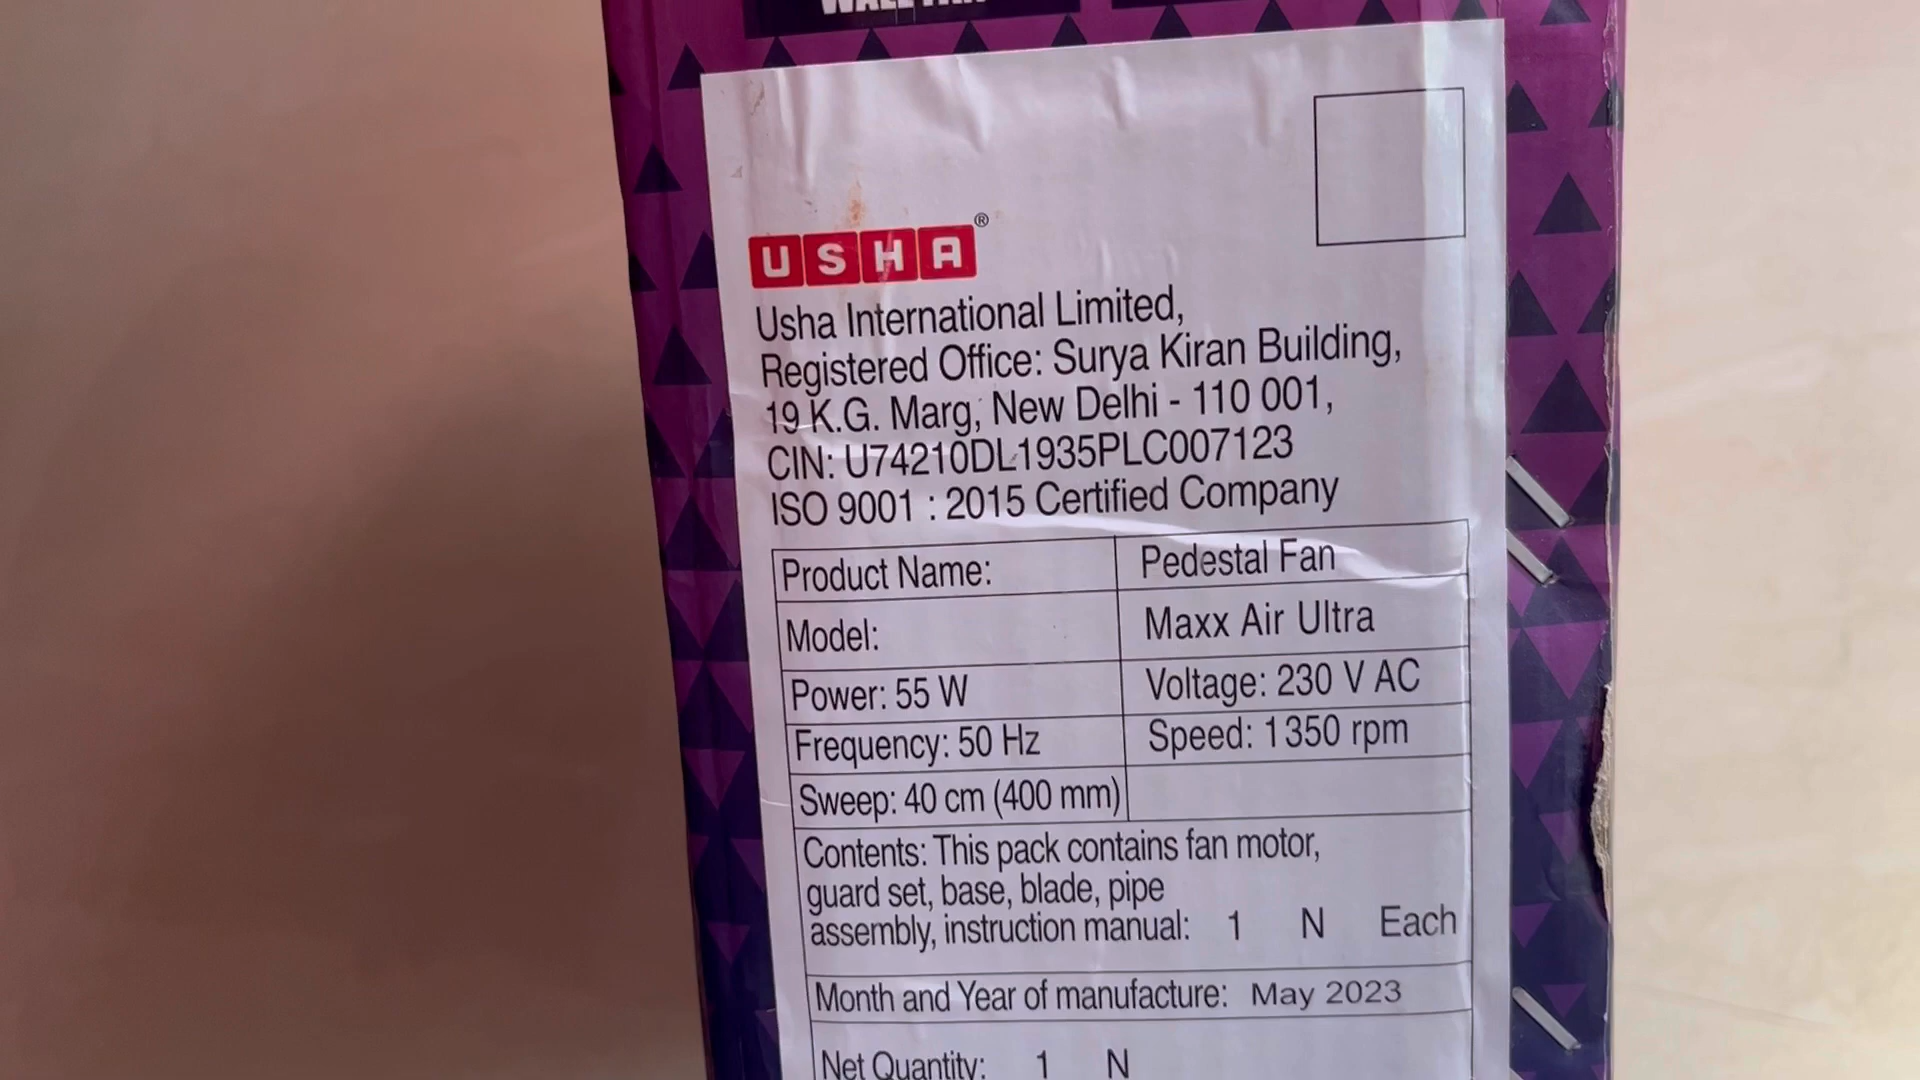 WALL FAN
USHA®
Usha International Limited,
Registered Office: Surya Kiran Building,
19 K.G. Marg, New Delhi - 110 001,
CIN: U74210DL1935PLC007123
ISO 9001 : 2015 Certified Company
Product Name: Pedestal Fan
Model: Maxx Air Ultra
Power: 55 W Voltage: 230 V AC
Frequency: 50 Hz Speed: 1350 rpm
Sweep: 40 cm (400 mm)
Contents: This pack contains fan motor,
guard set, base, blade, pipe
assembly, instruction manual: 1 N Each
Month and Year of manufacture: May 2023
Net Quantity: 1 N